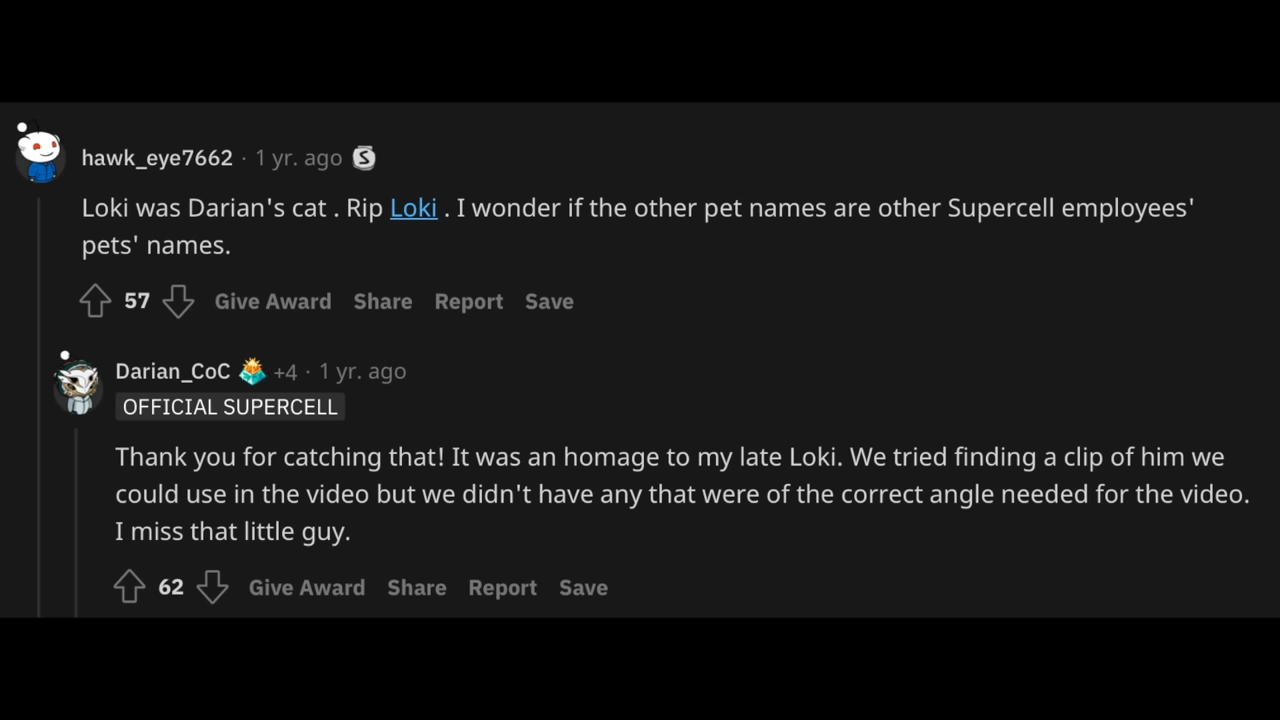 hawk_eye7662 · 1 yr. ago S
Loki was Darian's cat . Rip Loki . I wonder if the other pet names are other Supercell employees'
pets' names.
57 Give Award Share Report Save
Darian_CoC +4 · 1 yr. ago
OFFICIAL SUPERCELL
Thank you for catching that! It was an homage to my late Loki. We tried finding a clip of him we
could use in the video but we didn't have any that were of the correct angle needed for the video.
I miss that little guy.
62 Give Award Share Report Save